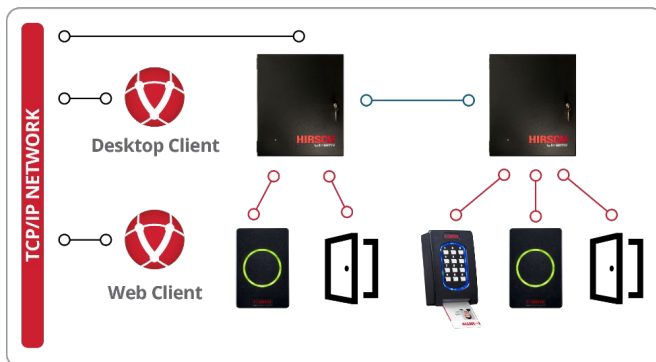 TCP/IP NETWORK
Desktop Client
Web Client
HIRSCH
HIRSCH